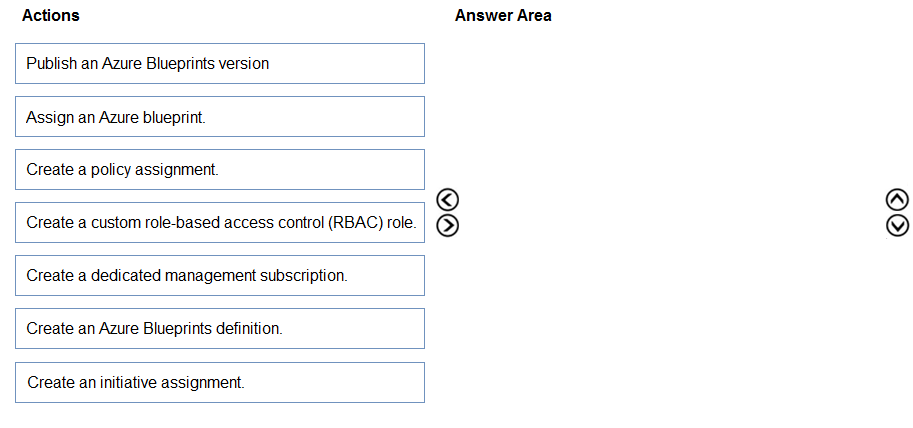 Actions
Answer Area
Publish an Azure Blueprints version
Assign an Azure blueprint.
Create a policy assignment.
Create a custom role-based access control (RBAC) role.
Create a dedicated management subscription.
Create an Azure Blueprints definition.
Create an initiative assignment.